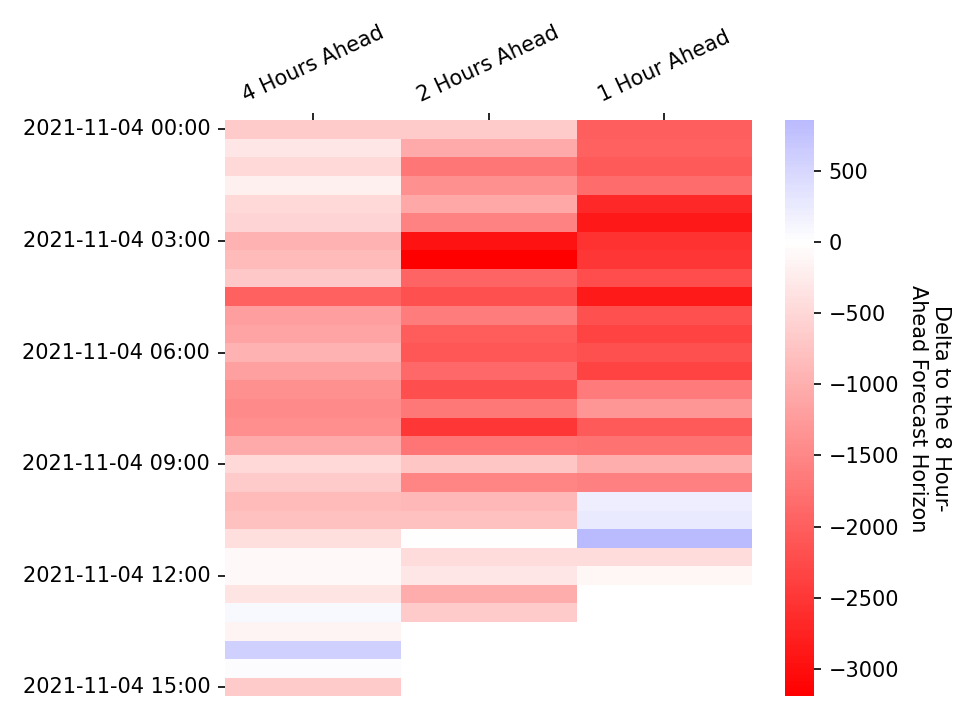 4 Hours Ahead
2 Hours Ahead
1 Hour Ahead
2021-11-04 00:00
2021-11-04 03:00
2021-11-04 06:00
2021-11-04 09:00
2021-11-04 12:00
2021-11-04 15:00
500
0
−500
−1000
−1500
−2000
−2500
−3000
Delta to the 8 Hour-
Ahead Forecast Horizon